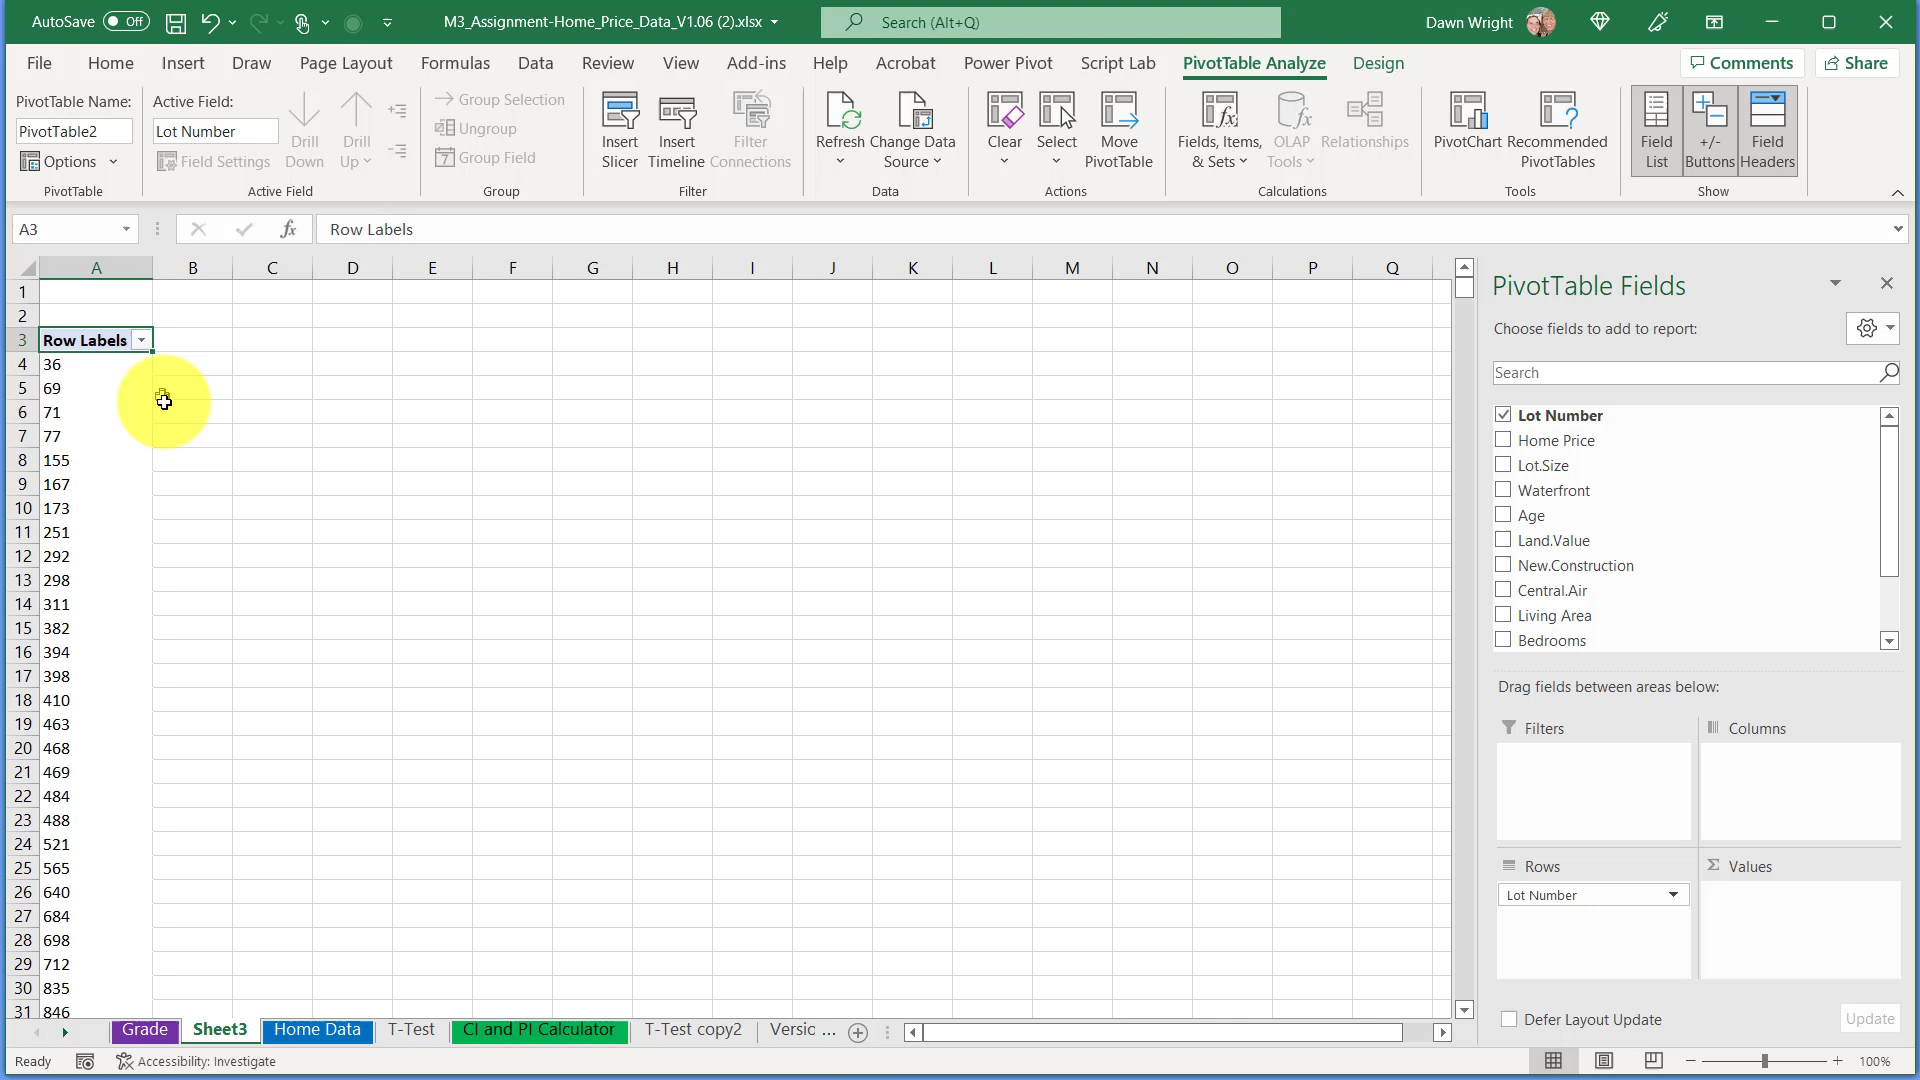 AutoSave Off M3_Assignment-Home_Price_Data_V1.06 (2).xlsx Search (Alt+Q) Dawn Wright
File Home Insert Draw Page Layout Formulas Data Review View Add-ins Help Acrobat Power Pivot Script Lab PivotTable Analyze Design Comments Share
PivotTable Name:
PivotTable2
Options
PivotTable
Active Field:
Lot Number
Field Settings
Drill Down
Drill Up
Active Field
Group Selection
Ungroup
7 Group Field
Group
Insert Slicer
Insert Timeline
Filter Connections
Filter
Refresh
Change Data Source
Data
Clear
Select
Move PivotTable
Actions
Fields, Items, & Sets
OLAP Tools
Relationships
Calculations
PivotChart
Recommended PivotTables
Tools
Field List
+/- Buttons
Field Headers
Show
A3 fx Row Labels
A B C D E F G H I J K L M N O P Q
1
2
3 Row Labels
4 36
5 69
6 71
7 77
8 155
9 167
10 173
11 251
12 292
13 298
14 311
15 382
16 394
17 398
18 410
19 463
20 468
21 469
22 484
23 488
24 521
25 565
26 640
27 684
28 698
29 712
30 835
31 846
PivotTable Fields
Choose fields to add to report:
Search
Lot Number
Home Price
Lot.Size
Waterfront
Age
Land.Value
New.Construction
Central.Air
Living Area
Bedrooms
Drag fields between areas below:
Filters
Columns
Rows
Lot Number
Σ Values
Defer Layout Update Update
Grade Sheet3 Home Data T-Test CI and PI Calculator T-Test copy2 Versic ...
Ready Accessibility: Investigate 100%